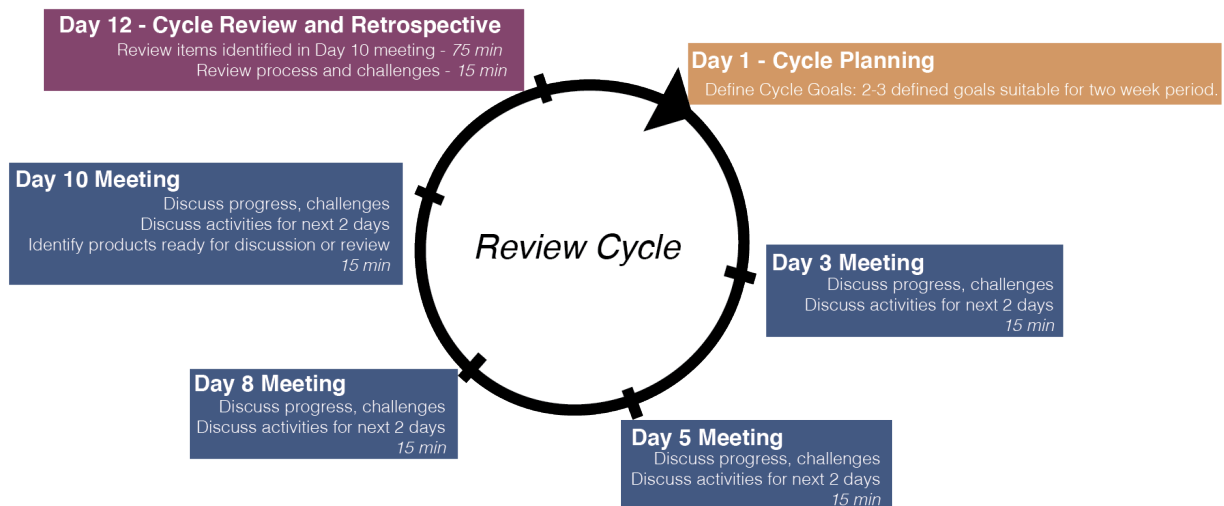 Day 12 - Cycle Review and Retrospective
Review items identified in Day 10 meeting - 75 min
Review process and challenges - 15 min
Day 1 - Cycle Planning
Define Cycle Goals: 2-3 defined goals suitable for two week period.
Day 10 Meeting
Discuss progress, challenges
Discuss activities for next 2 days
Identify products ready for discussion or review
15 min
Review Cycle
Day 3 Meeting
Discuss progress, challenges
Discuss activities for next 2 days
15 min
Day 8 Meeting
Discuss progress, challenges
Discuss activities for next 2 days
15 min
Day 5 Meeting
Discuss progress, challenges
Discuss activities for next 2 days
15 min